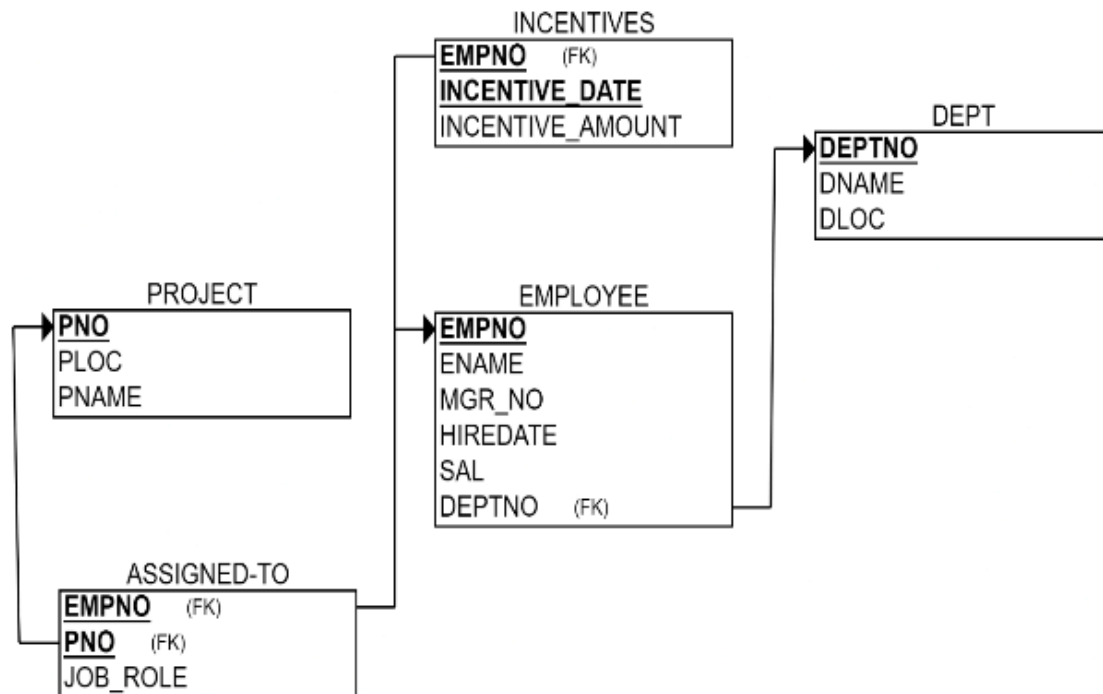 INCENTIVES
EMPNO (FK)
INCENTIVE_DATE
INCENTIVE_AMOUNT
DEPT
DEPTNO
DNAME
DLOC
PROJECT
PNO
PLOC
PNAME
EMPLOYEE
EMPNO
ENAME
MGR_NO
HIREDATE
SAL
DEPTNO (FK)
ASSIGNED-TO
EMPNO (FK)
PNO (FK)
JOB_ROLE